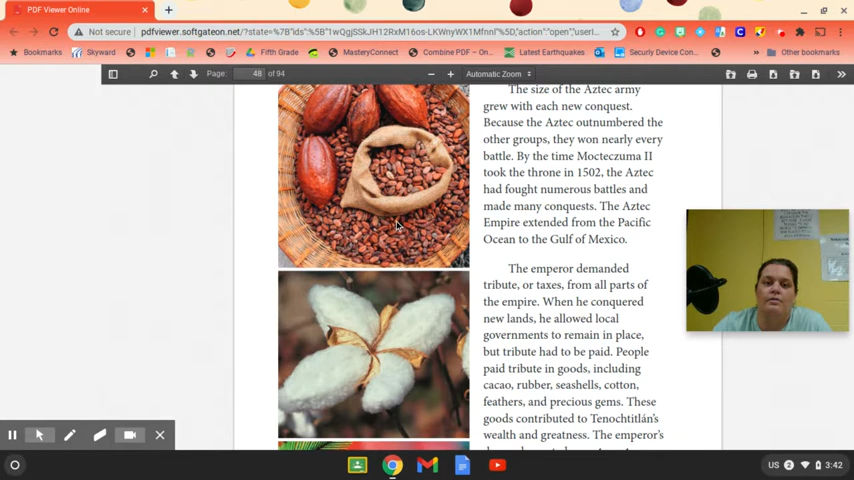 PDF Viewer Online
Not secure | pdfviewer.softgateon.net/?state=%7B"ids":%5B"1wQgjSSkJH12RxM16os-LKWnyWX1Mfnnl"%5D,"action":"open","userI...
Bookmarks Skyward Fifth Grade MasteryConnect Combine PDF – On... Latest Earthquakes Securly Device Con... Other bookmarks
Page: 48 of 94 Automatic Zoom
The size of the Aztec army
grew with each new conquest.
Because the Aztec outnumbered the
other groups, they won nearly every
battle. By the time Mocteczuma II
took the throne in 1502, the Aztec
had fought numerous battles and
made many conquests. The Aztec
Empire extended from the Pacific
Ocean to the Gulf of Mexico.
The emperor demanded
tribute, or taxes, from all parts of
the empire. When he conquered
new lands, he allowed local
governments to remain in place,
but tribute had to be paid. People
paid tribute in goods, including
cacao, rubber, seashells, cotton,
feathers, and precious gems. These
goods contributed to Tenochtitlán's
wealth and greatness. The emperor's
US 2 3:42